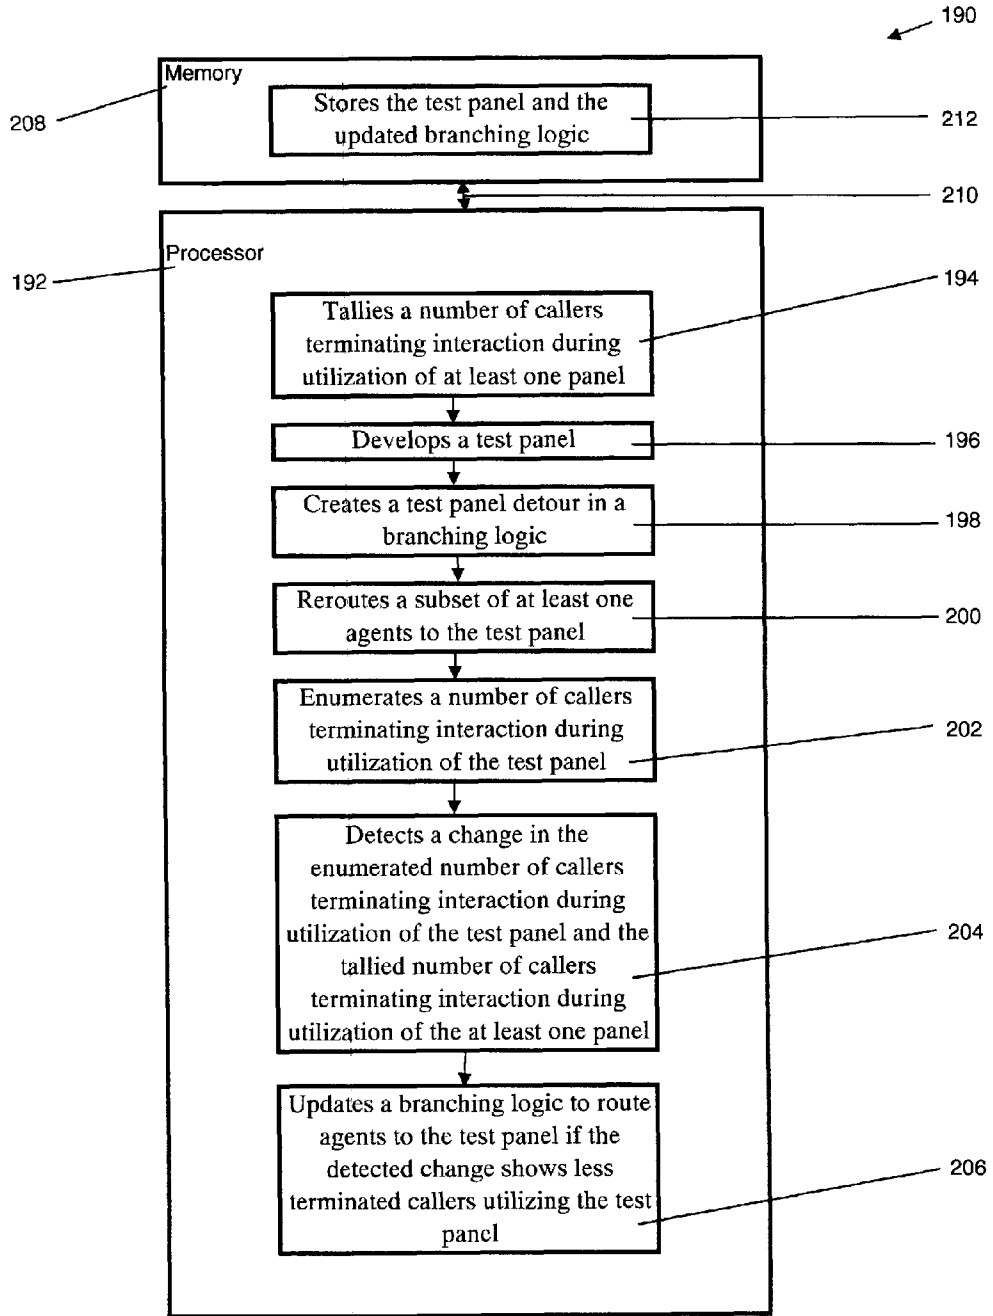 190
Memory
208
Stores the test panel and the
updated branching logic
212
210
Processor
192
194
Tallies a number of callers
terminating interaction during
utilization of at least one panel
Develops a test panel
196
Creates a test panel detour in a
branching logic
198
Reroutes a subset of at least one
agents to the test panel
200
Enumerates a number of callers
terminating interaction during
utilization of the test panel
202
Detects a change in the
enumerated number of callers
terminating interaction during
utilization of the test panel and the
tallied number of callers
terminating interaction during
utilization of the at least one panel
204
Updates a branching logic to route
agents to the test panel if the
detected change shows less
terminated callers utilizing the test
panel
206